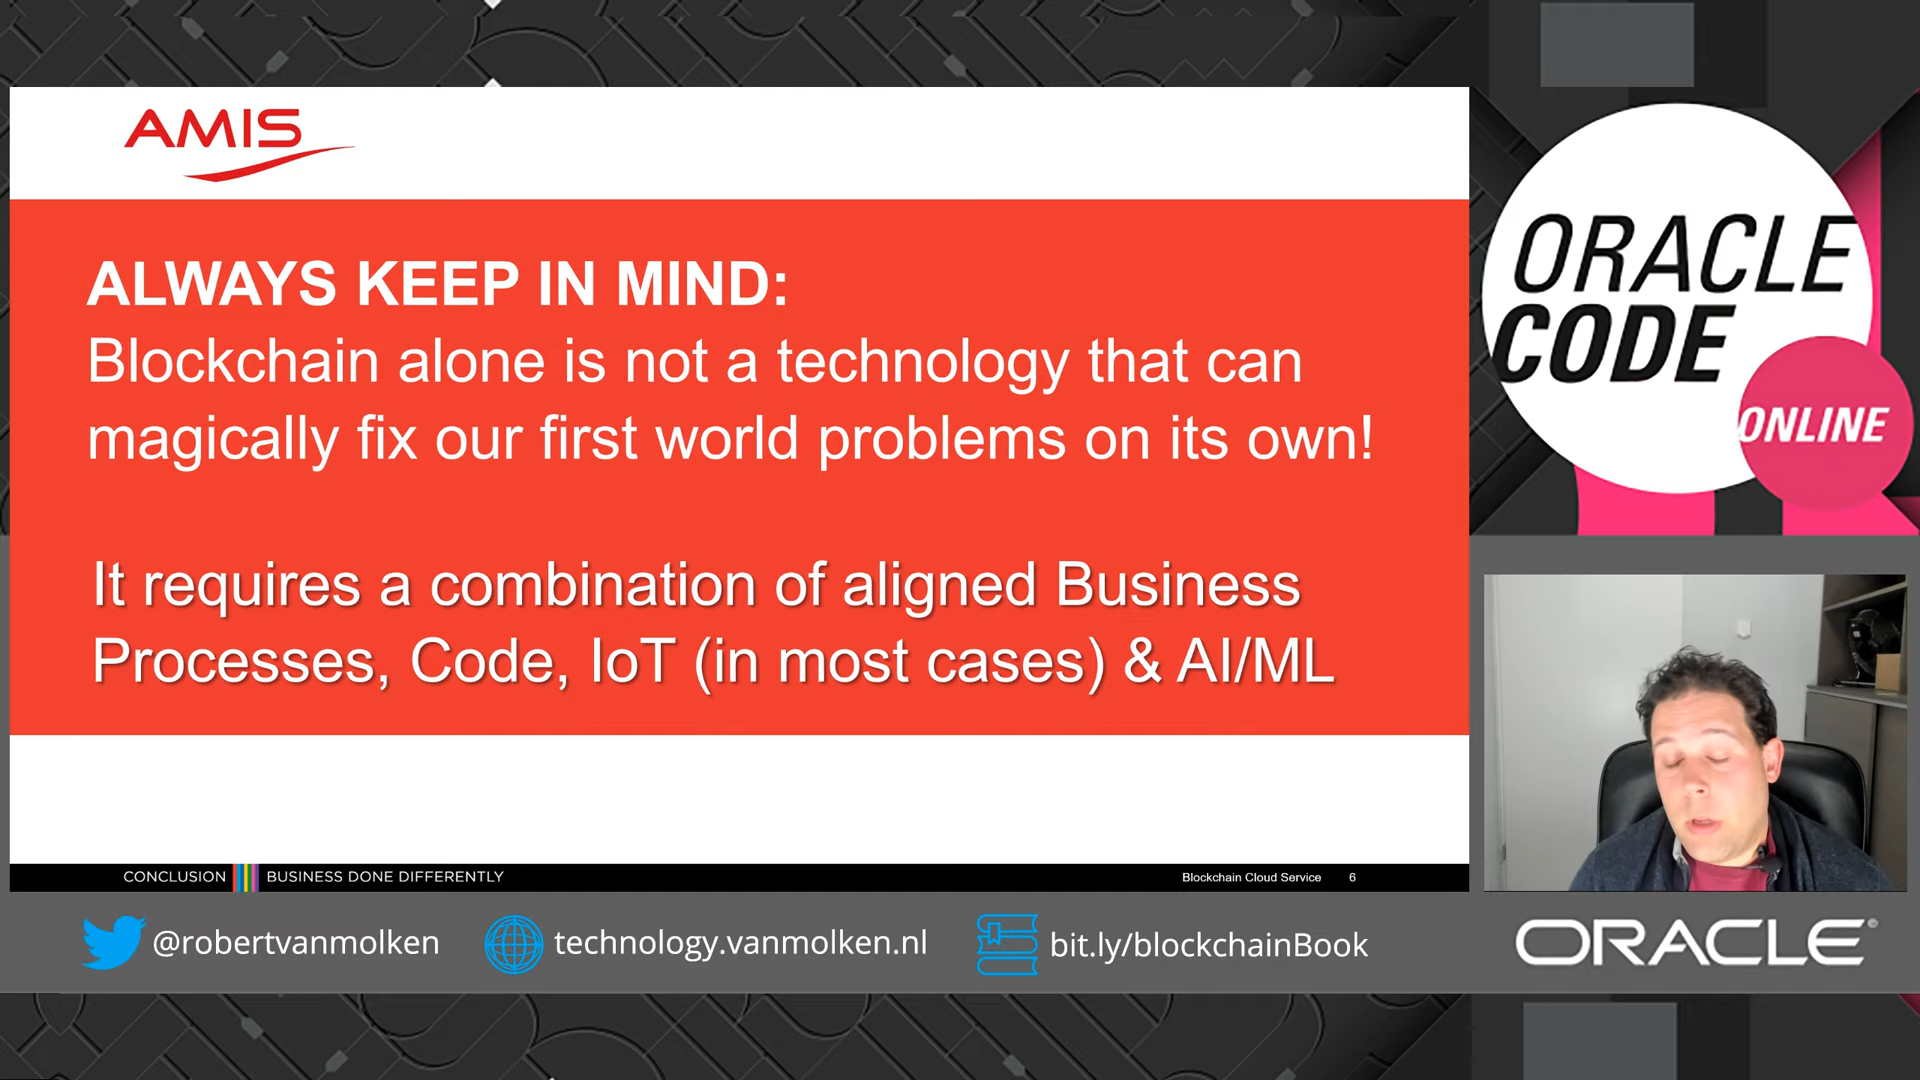 AMIS
ALWAYS KEEP IN MIND:
Blockchain alone is not a technology that can
magically fix our first world problems on its own!
It requires a combination of aligned Business
Processes, Code, IoT (in most cases) & AI/ML
CONCLUSION BUSINESS DONE DIFFERENTLY
Blockchain Cloud Service 6
ORACLE
CODE
ONLINE
@robertvanmolken
technology.vanmolken.nl
bit.ly/blockchainBook
ORACLE®